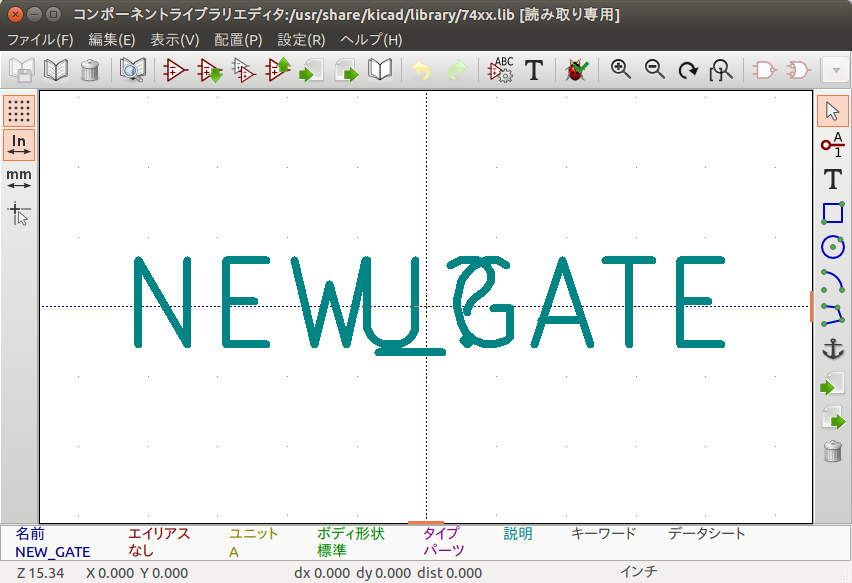 コンポーネントライブラリエディタ:/usr/share/kicad/library/74xx.lib [読み取り専用]
ファイル(F) 編集(E) 表示(V) 配置(P) 設定(R) ヘルプ(H)
ABC
T
In
mm
A
1
T
NEW_GATE
U?
名前 エイリアス ユニット ボディ形状 タイプ 説明 キーワード データシート
NEW_GATE なし A 標準 パーツ
Z 15.34 X 0.000 Y 0.000 dx 0.000 dy 0.000 dist 0.000 インチ